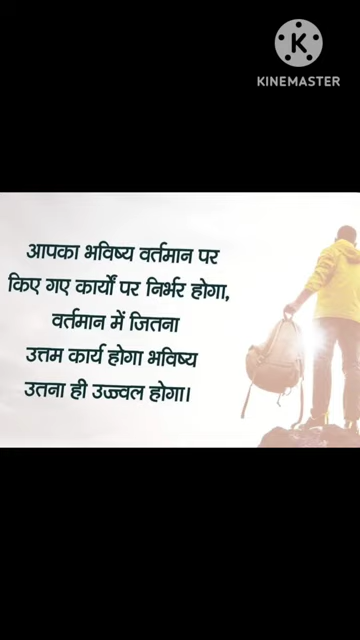 KINEMASTER
आपका भविष्य वर्तमान पर
किए गए कार्यों पर निर्भर होगा,
वर्तमान में जितना
उत्तम कार्य होगा भविष्य
उतना ही उज्ज्वल होगा।